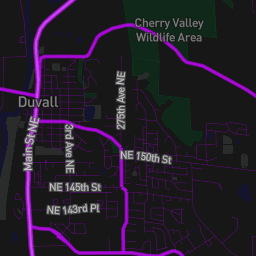 Cherry Valley
Wildlife Area
275th Ave NE
Duvall
Main St NE
3rd Ave NE
NE 150th St
NE 145th St
NE 143rd Pl